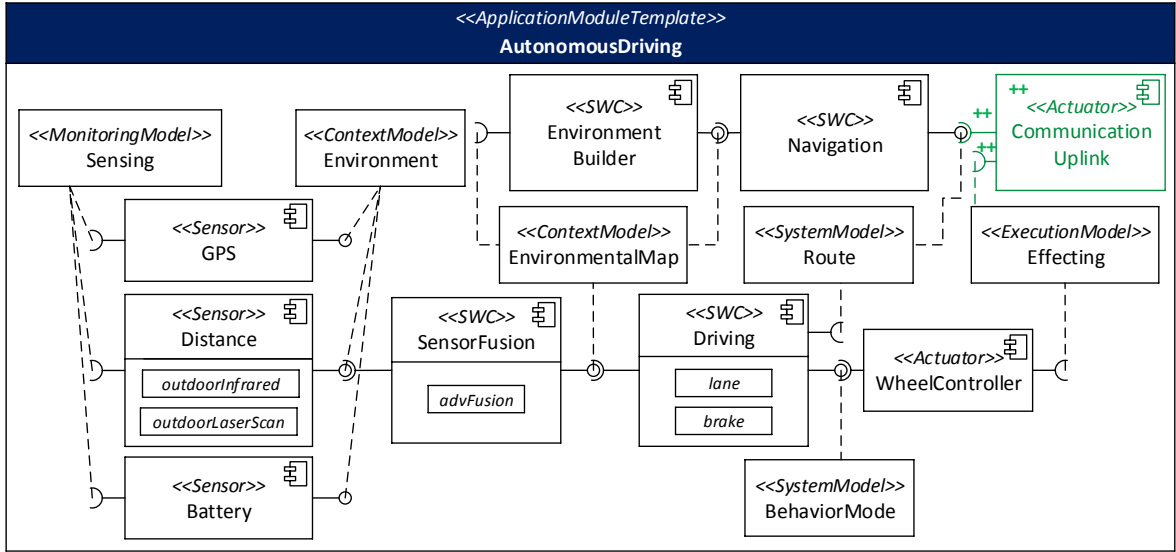 <<ApplicationModuleTemplate>>
AutonomousDriving
<<MonitoringModel>>
Sensing
<<ContextModel>>
Environment
<<SWC>>
Environment
Builder
<<SWC>>
Navigation
++
++
++
<<Actuator>>
Communication
Uplink
<<Sensor>>
GPS
<<ContextModel>>
EnvironmentalMap
<<SystemModel>>
Route
<<ExecutionModel>>
Effecting
<<Sensor>>
Distance
outdoorInfrared
outdoorLaserScan
<<SWC>>
SensorFusion
advFusion
<<SWC>>
Driving
lane
brake
<<Actuator>>
WheelController
<<Sensor>>
Battery
<<SystemModel>>
BehaviorMode